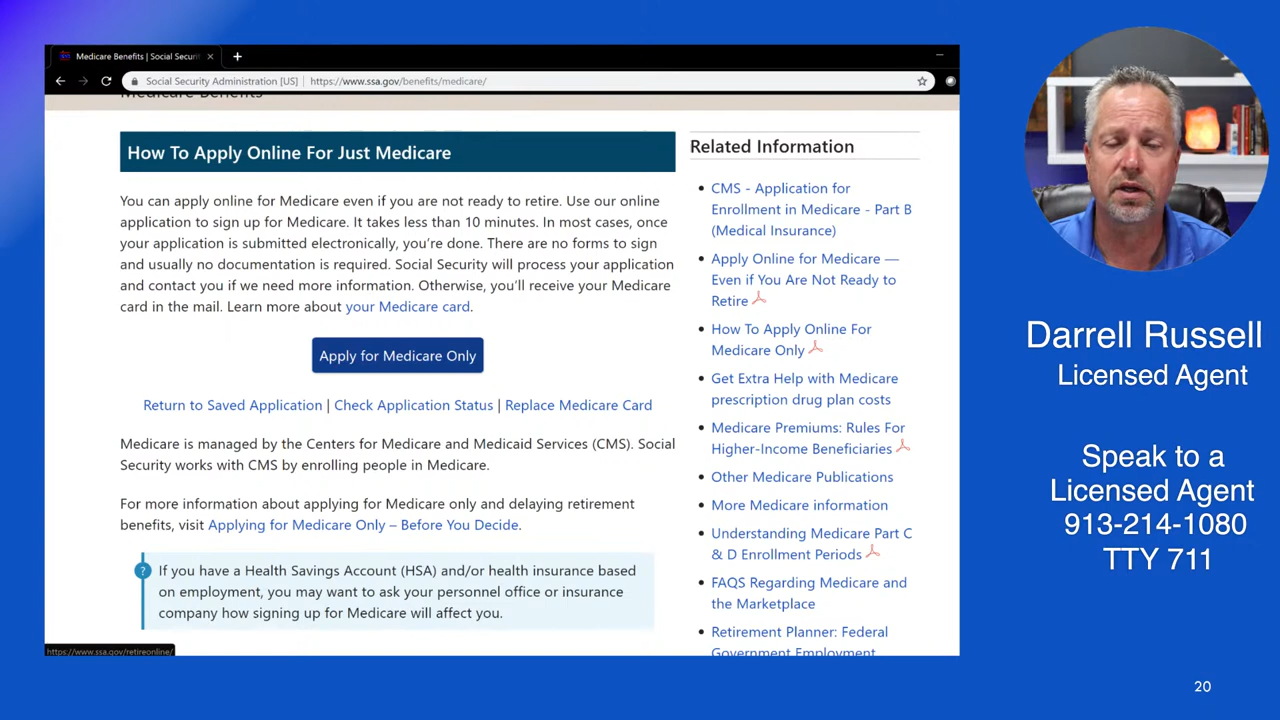 Medicare Benefits | Social Securi
Social Security Administration [US] | https://www.ssa.gov/benefits/medicare/
Medicare Benefits
How To Apply Online For Just Medicare
You can apply online for Medicare even if you are not ready to retire. Use our online
application to sign up for Medicare. It takes less than 10 minutes. In most cases, once
your application is submitted electronically, you're done. There are no forms to sign
and usually no documentation is required. Social Security will process your application
and contact you if we need more information. Otherwise, you'll receive your Medicare
card in the mail. Learn more about your Medicare card.
Apply for Medicare Only
Return to Saved Application | Check Application Status | Replace Medicare Card
Medicare is managed by the Centers for Medicare and Medicaid Services (CMS). Social
Security works with CMS by enrolling people in Medicare.
For more information about applying for Medicare only and delaying retirement
benefits, visit Applying for Medicare Only – Before You Decide.
? If you have a Health Savings Account (HSA) and/or health insurance based
on employment, you may want to ask your personnel office or insurance
company how signing up for Medicare will affect you.
https://www.ssa.gov/retireonline/
Related Information
CMS - Application for
Enrollment in Medicare - Part B
(Medical Insurance)
Apply Online for Medicare —
Even if You Are Not Ready to
Retire
How To Apply Online For
Medicare Only
Get Extra Help with Medicare
prescription drug plan costs
Medicare Premiums: Rules For
Higher-Income Beneficiaries
Other Medicare Publications
More Medicare information
Understanding Medicare Part C
& D Enrollment Periods
FAQS Regarding Medicare and
the Marketplace
Retirement Planner: Federal
Government Employment
Darrell Russell
Licensed Agent
Speak to a
Licensed Agent
913-214-1080
TTY 711
20